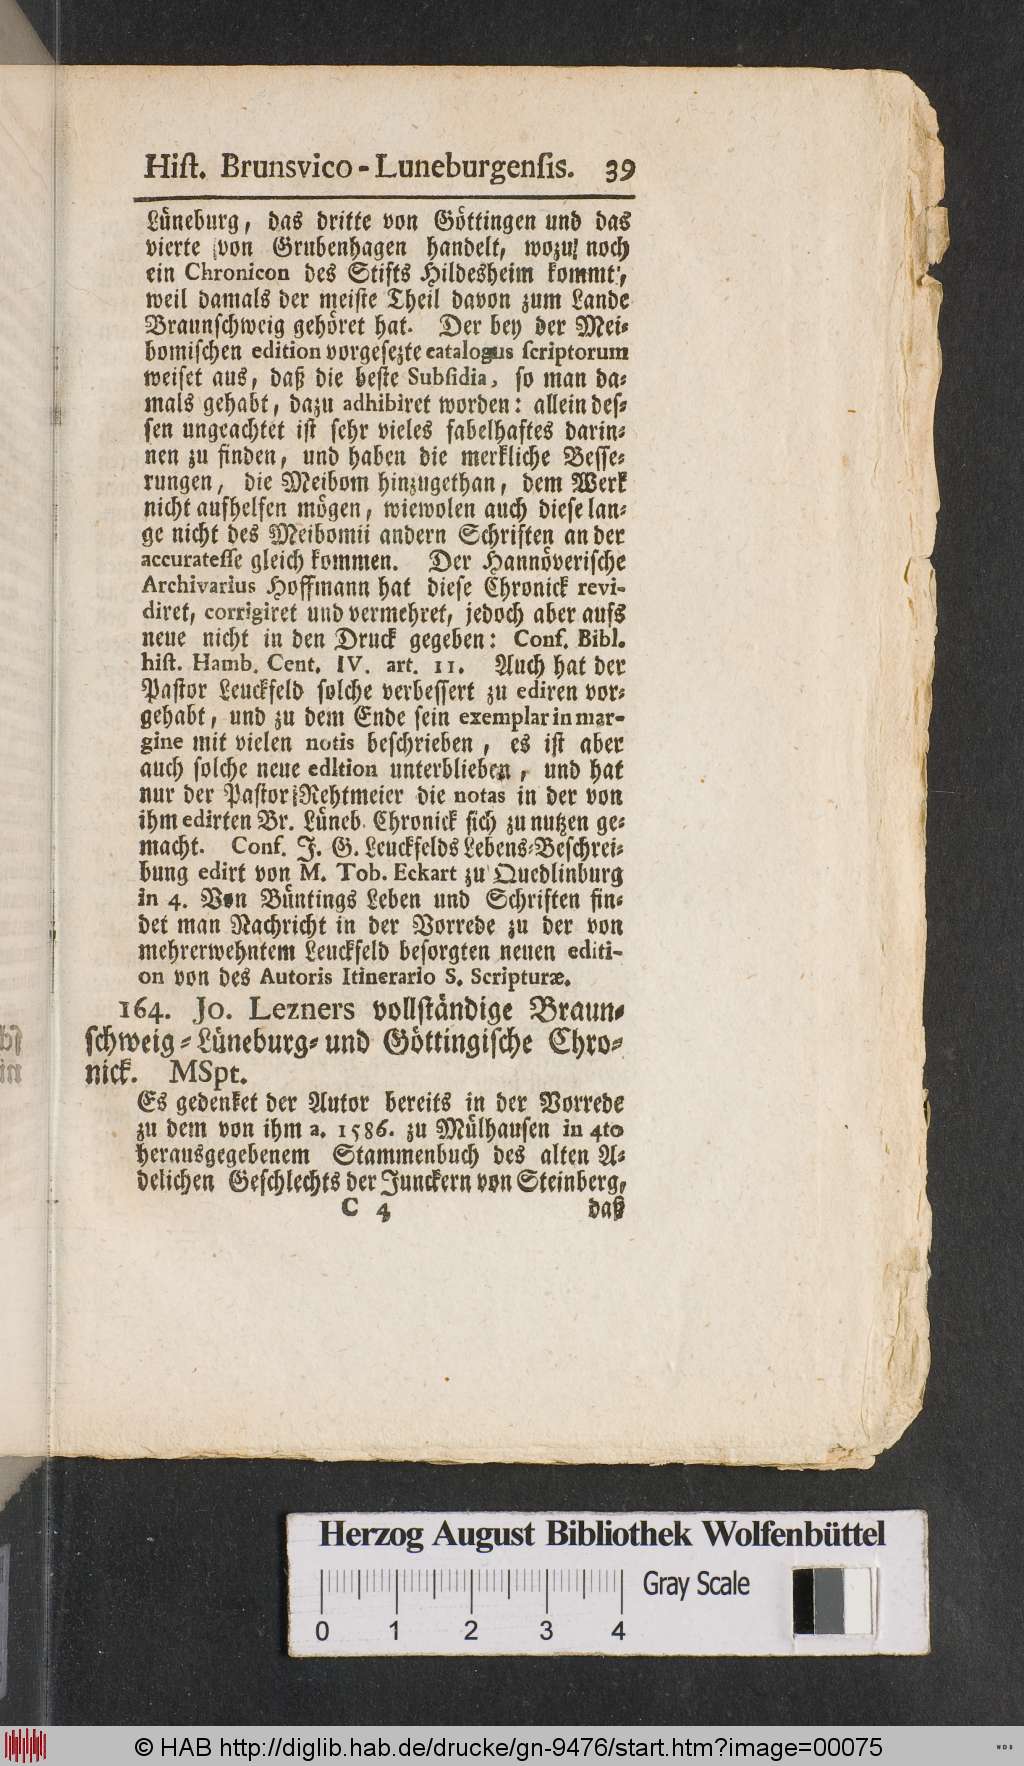 Hiſt. Brunsvico-Luneburgenſis. 39
Lüneburg, das dritte von Göttingen und das
vierte von Grubenhagen handelt, wozu noch
ein Chronicon des Stifts Hildesheim kommt,
weil damals der meiſte Theil davon zum Lande
Braunſchweig gehöret hat. Der bey der Mei-
bomiſchen edition vorgeſezte catalogus ſcriptorum
weiſet aus, daß die beſte Subſidia, ſo man da-
mals gehabt, dazu adhibiret worden: allein deſ-
ſen ungeachtet iſt ſehr vieles fabelhaftes darin-
nen zu finden, und haben die merkliche Beſſe-
rungen, die Meibom hinzugethan, dem Werk
nicht aufhelfen mögen, wiewolen auch dieſe lan-
ge nicht des Meibomii andern Schriften an der
accurateſſe gleich kommen. Der Hannöveriſche
Archivarius Hoffmann hat dieſe Chronick revi-
diret, corrigiret und vermehret, jedoch aber aufs
neue nicht in den Druck gegeben: Conf. Bibl.
hiſt. Hamb. Cent. IV. art. 11. Auch hat der
Paſtor Leuckfeld ſolche verbeſſert zu ediren vor-
gehabt, und zu dem Ende ſein exemplar in mar-
gine mit vielen notis beſchrieben, es iſt aber
auch ſolche neue edition unterblieben, und hat
nur der Paſtor Rehtmeier die notas in der von
ihm edirten Br. Lüneb. Chronick ſich zu nutzen ge-
macht. Conf. J. G. Leuckfelds Lebens-Beſchrei-
bung edirt von M. Tob. Eckart zu Quedlinburg
in 4. Von Büntings Leben und Schriften fin-
det man Nachricht in der Vorrede zu der von
mehrerwehntem Leuckfeld beſorgten neuen editi-
on von des Autoris Itinerario S. Scripturæ.
164. Jo. Lezners vollſtändige Braun-
ſchweig-Lüneburg-und Göttingiſche Chro-
nick. MSpt.
Es gedenket der Autor bereits in der Vorrede
zu dem von ihm a. 1586. zu Mülhauſen in 4to
herausgegebenem Stammenbuch des alten A-
delichen Geſchlechts der Junckern von Steinberg,
C 4 daß
Herzog August Bibliothek Wolfenbüttel
Gray Scale
0 1 2 3 4
© HAB http://diglib.hab.de/drucke/gn-9476/start.htm?image=00075